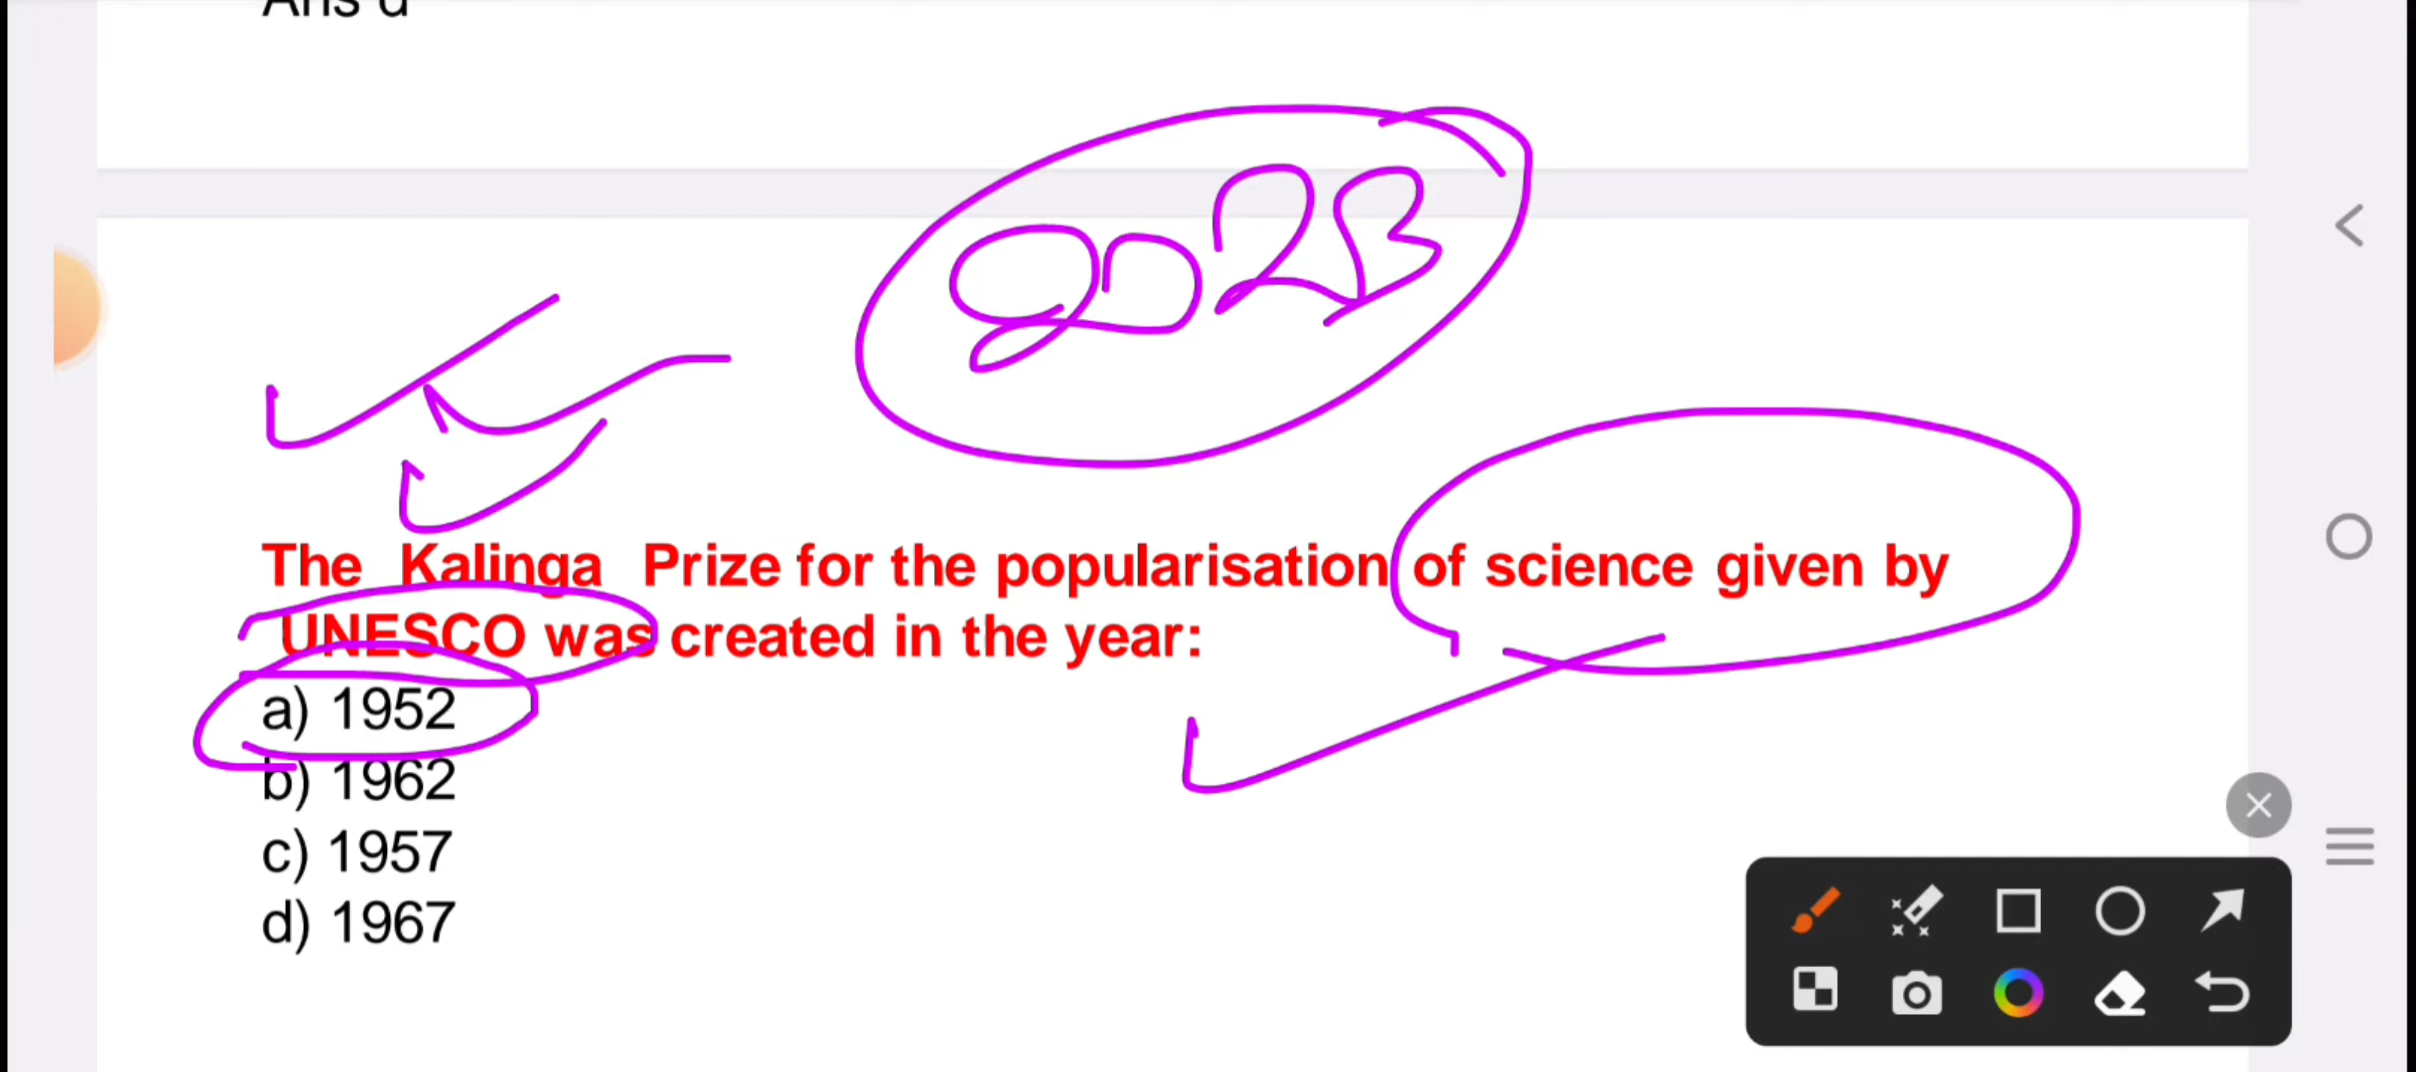 Ans d
2023
The Kalinga Prize for the popularisation of science given by
UNESCO was created in the year:
a) 1952
b) 1962
c) 1957
d) 1967